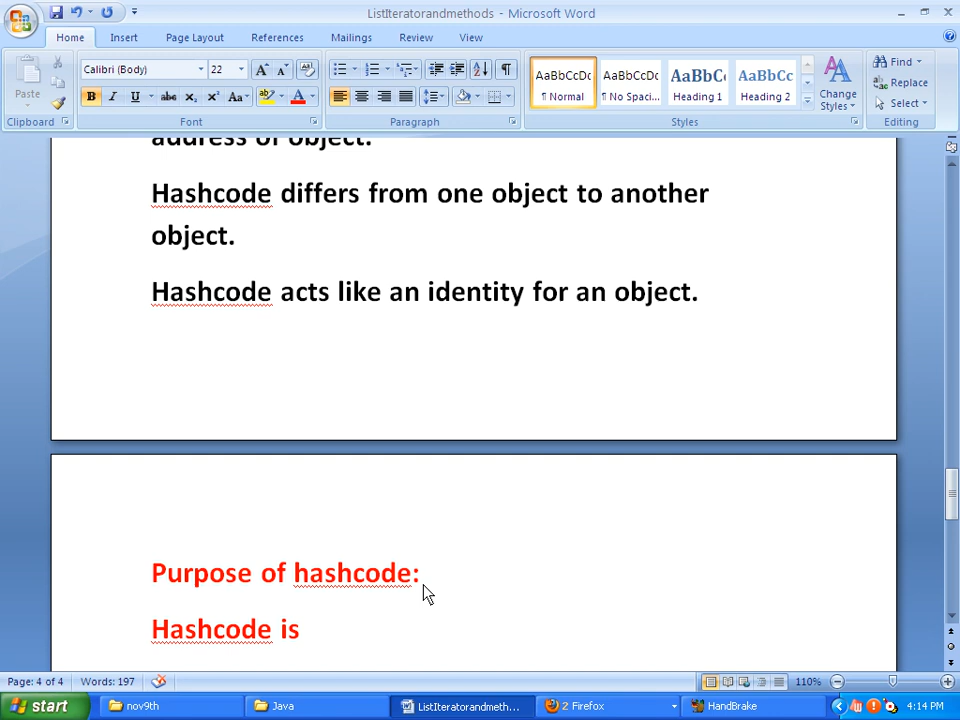 ListIteratorandmethods - Microsoft Word
Home Insert Page Layout References Mailings Review View
Calibri (Body) 22
Paste
Clipboard Font Paragraph Styles Editing
AaBbCcDc AaBbCcDc AaBbC AaBbCc
¶ Normal ¶ No Spaci... Heading 1 Heading 2
Change Styles
Find
Replace
Select
address of object.
Hashcode differs from one object to another
object.
Hashcode acts like an identity for an object.
Purpose of hashcode:
Hashcode is
Page: 4 of 4 Words: 197 110%
start nov9th Java ListIteratorandmeth... 2 Firefox HandBrake 4:14 PM